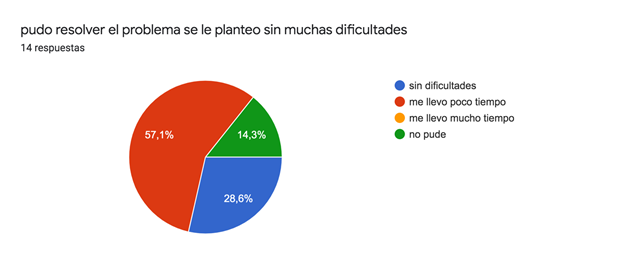 pudo resolver el problema se le planteo sin muchas dificultades
14 respuestas
sin dificultades
me llevo poco tiempo
me llevo mucho tiempo
no pude
57,1%
14,3%
28,6%